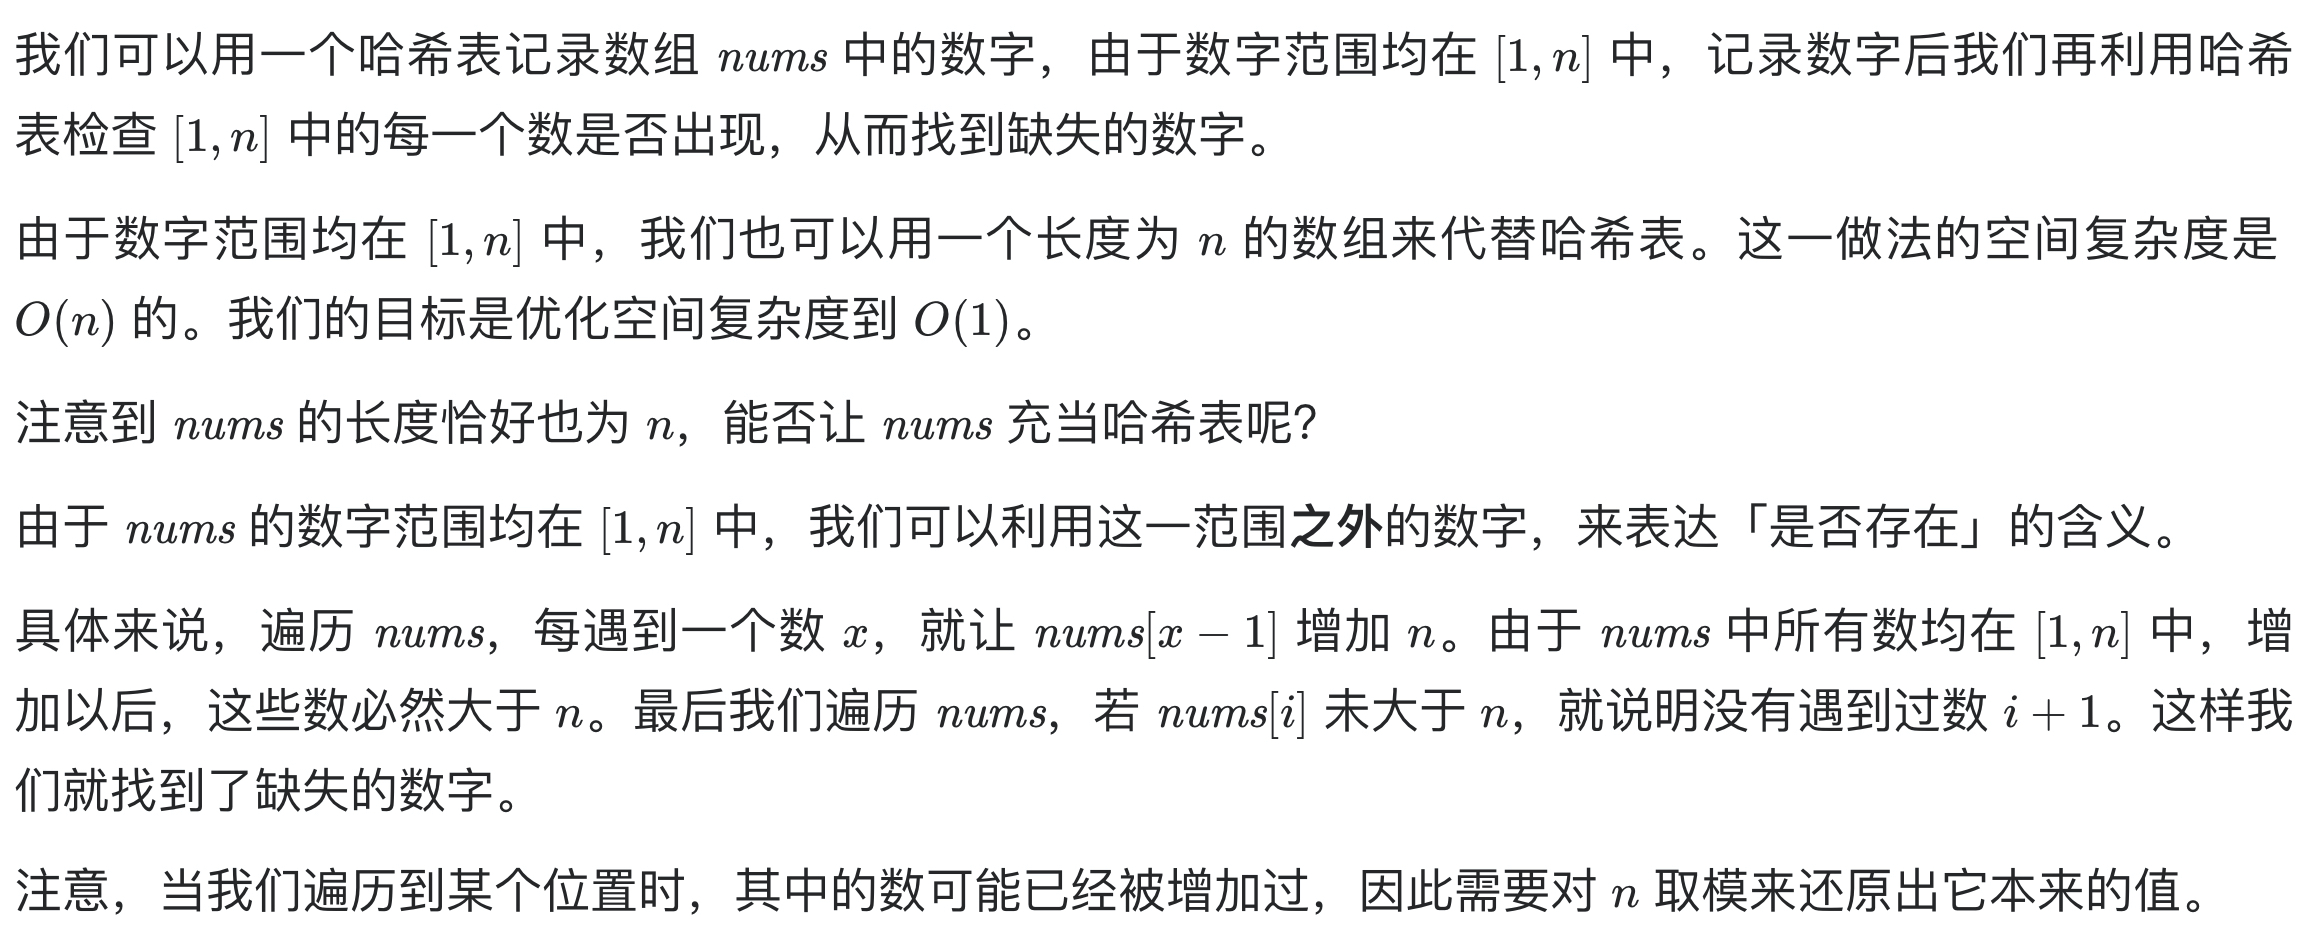 我们可以用一个哈希表记录数组 nums 中的数字，由于数字范围均在 [1, n] 中，记录数字后我们再利用哈希
表检查 [1, n] 中的每一个数是否出现，从而找到缺失的数字。
由于数字范围均在 [1, n] 中，我们也可以用一个长度为 n 的数组来代替哈希表。这一做法的空间复杂度是
O(n) 的。我们的目标是优化空间复杂度到 O(1)。
注意到 nums 的长度恰好也为 n，能否让 nums 充当哈希表呢？
由于 nums 的数字范围均在 [1, n] 中，我们可以利用这一范围之外的数字，来表达「是否存在」的含义。
具体来说，遍历 nums，每遇到一个数 x，就让 nums[x − 1] 增加 n。由于 nums 中所有数均在 [1, n] 中，增
加以后，这些数必然大于 n。最后我们遍历 nums，若 nums[i] 未大于 n，就说明没有遇到过数 i + 1。这样我
们就找到了缺失的数字。
注意，当我们遍历到某个位置时，其中的数可能已经被增加过，因此需要对 n 取模来还原出它本来的值。